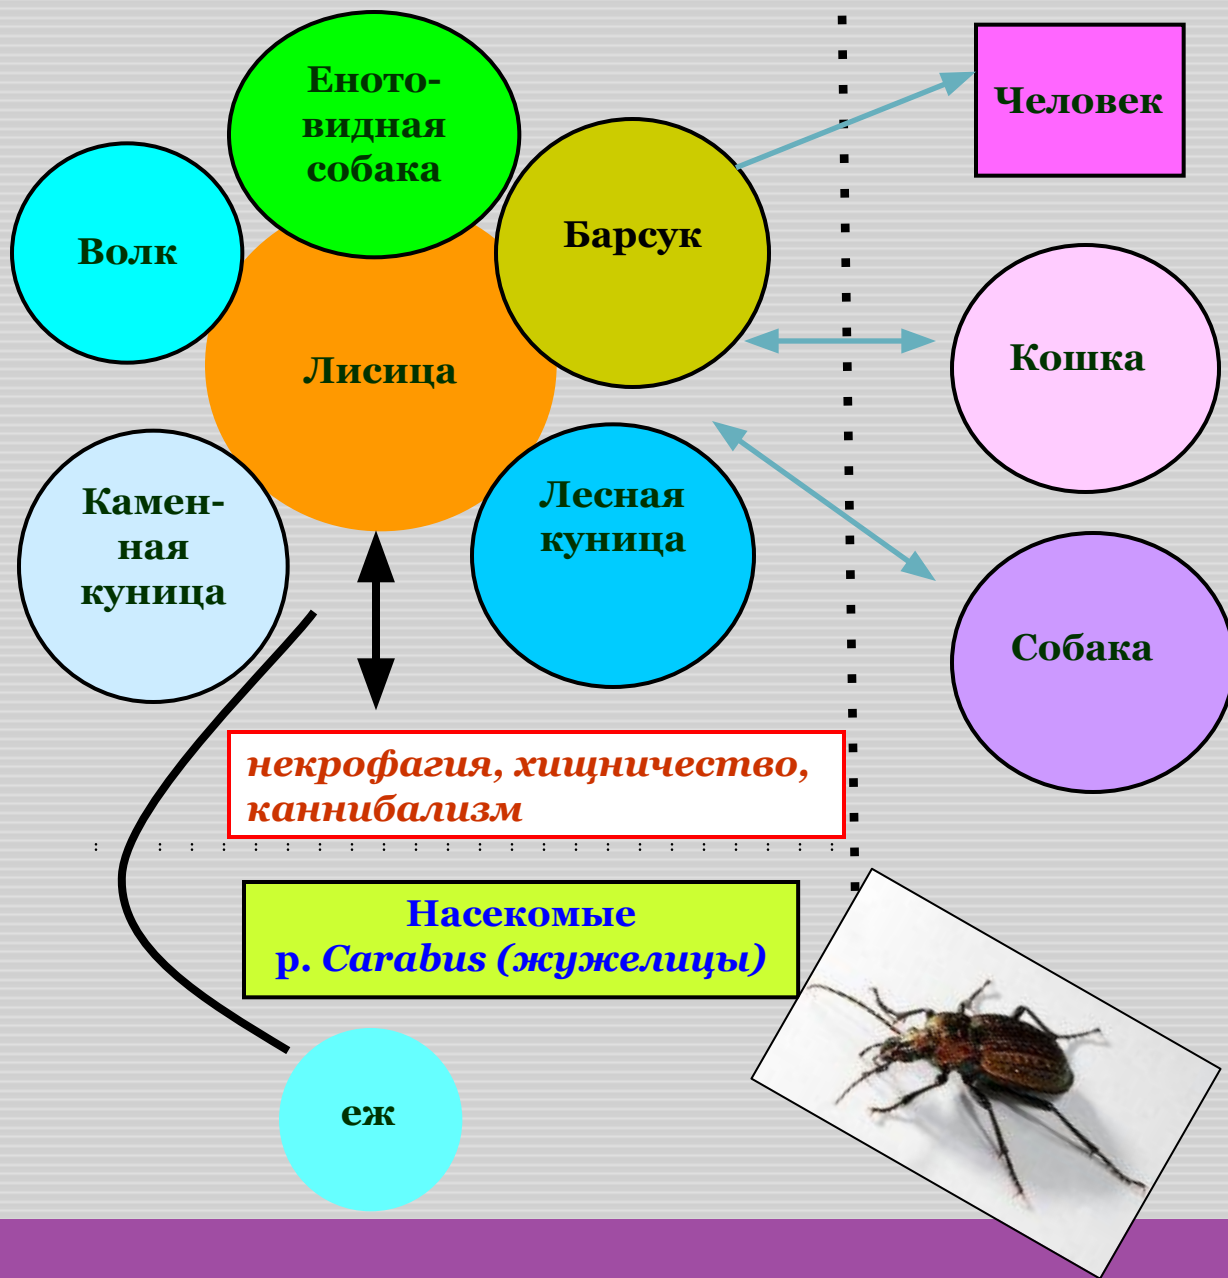 Еното-
видная
собака
Человек
Волк
Барсук
Лисица
Кошка
Камен-
ная
куница
Лесная
куница
Собака
некрофагия, хищничество,
каннибализм
Насекомые
р. Carabus (жужелицы)
еж